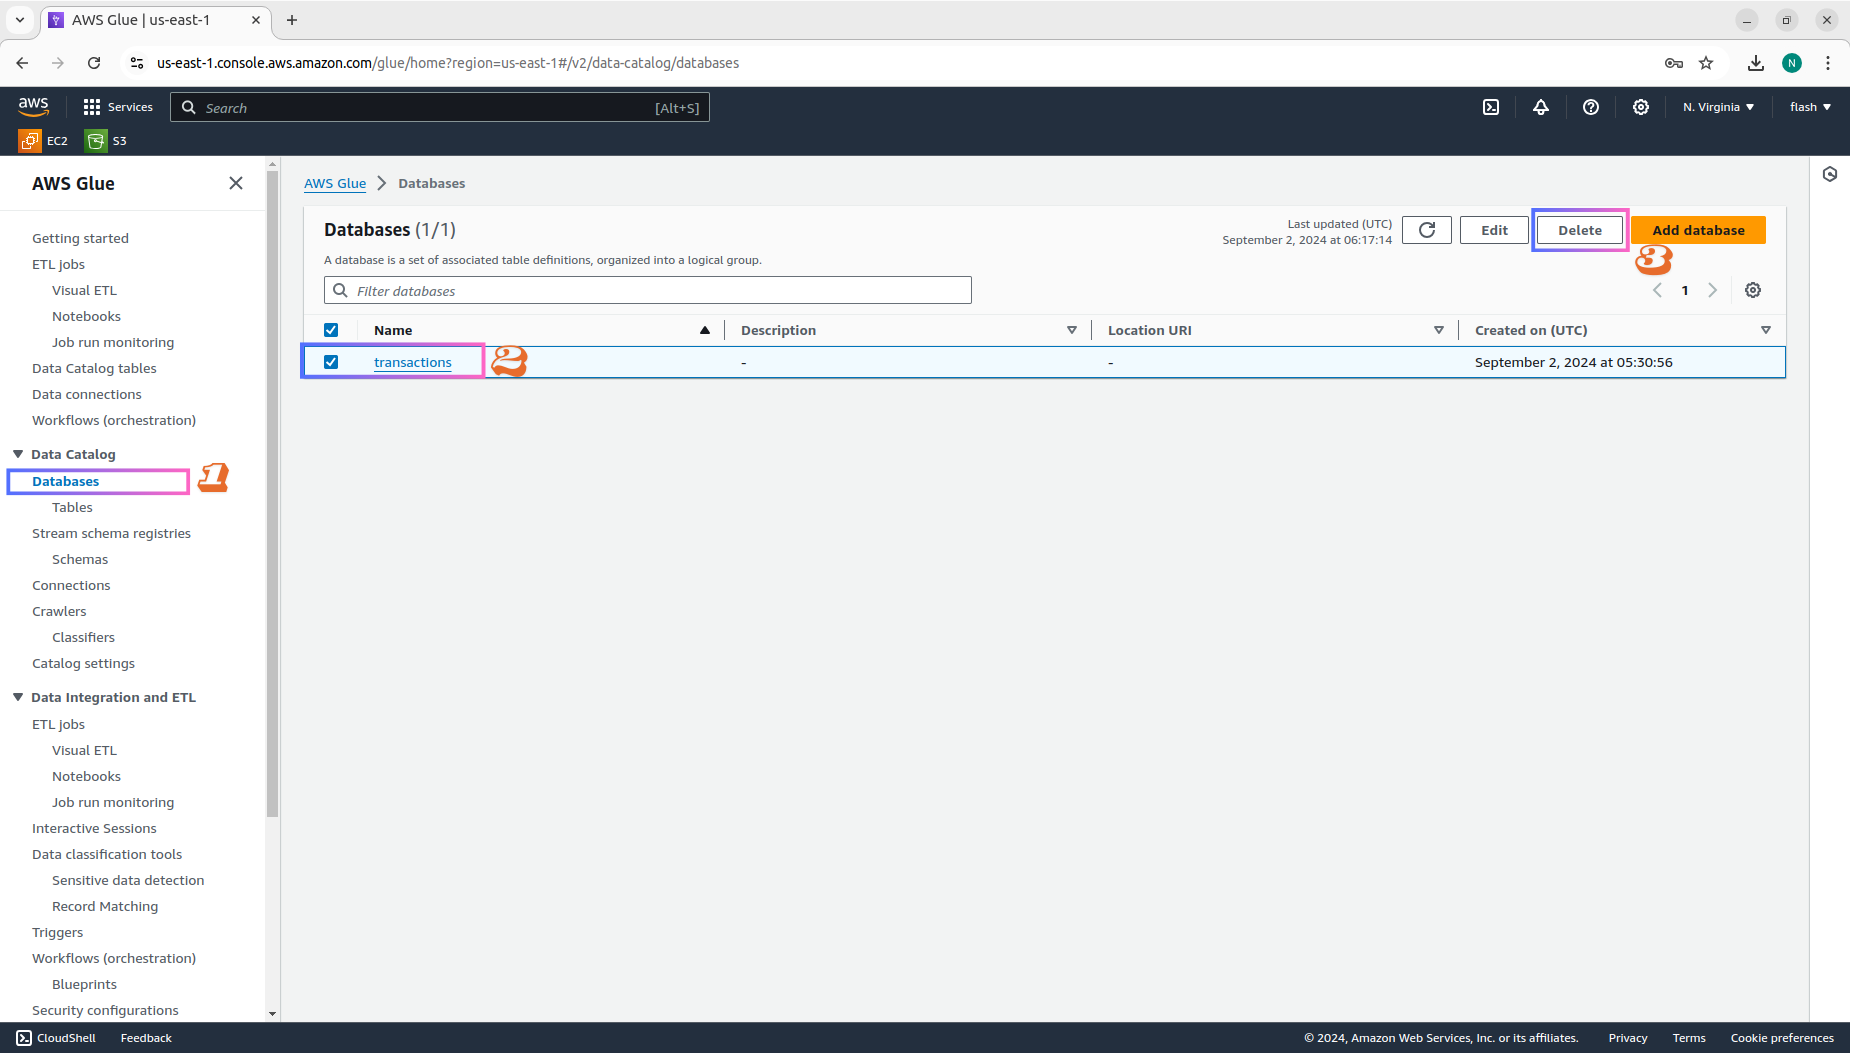 AWS Glue | us-east-1
us-east-1.console.aws.amazon.com/glue/home?region=us-east-1#/v2/data-catalog/databases
N
aws
Services
Search
[Alt+S]
N. Virginia
flash
EC2
S3
AWS Glue
Getting started
ETL jobs
Visual ETL
Notebooks
Job run monitoring
Data Catalog tables
Data connections
Workflows (orchestration)
Data Catalog
Databases
1
Tables
Stream schema registries
Schemas
Connections
Crawlers
Classifiers
Catalog settings
Data Integration and ETL
ETL jobs
Visual ETL
Notebooks
Job run monitoring
Interactive Sessions
Data classification tools
Sensitive data detection
Record Matching
Triggers
Workflows (orchestration)
Blueprints
Security configurations
AWS Glue > Databases
Databases (1/1)
Last updated (UTC)
September 2, 2024 at 06:17:14
Edit
Delete
Add database
3
A database is a set of associated table definitions, organized into a logical group.
Filter databases
1
Name Description Location URI Created on (UTC)
transactions 2 - - September 2, 2024 at 05:30:56
CloudShell Feedback © 2024, Amazon Web Services, Inc. or its affiliates. Privacy Terms Cookie preferences